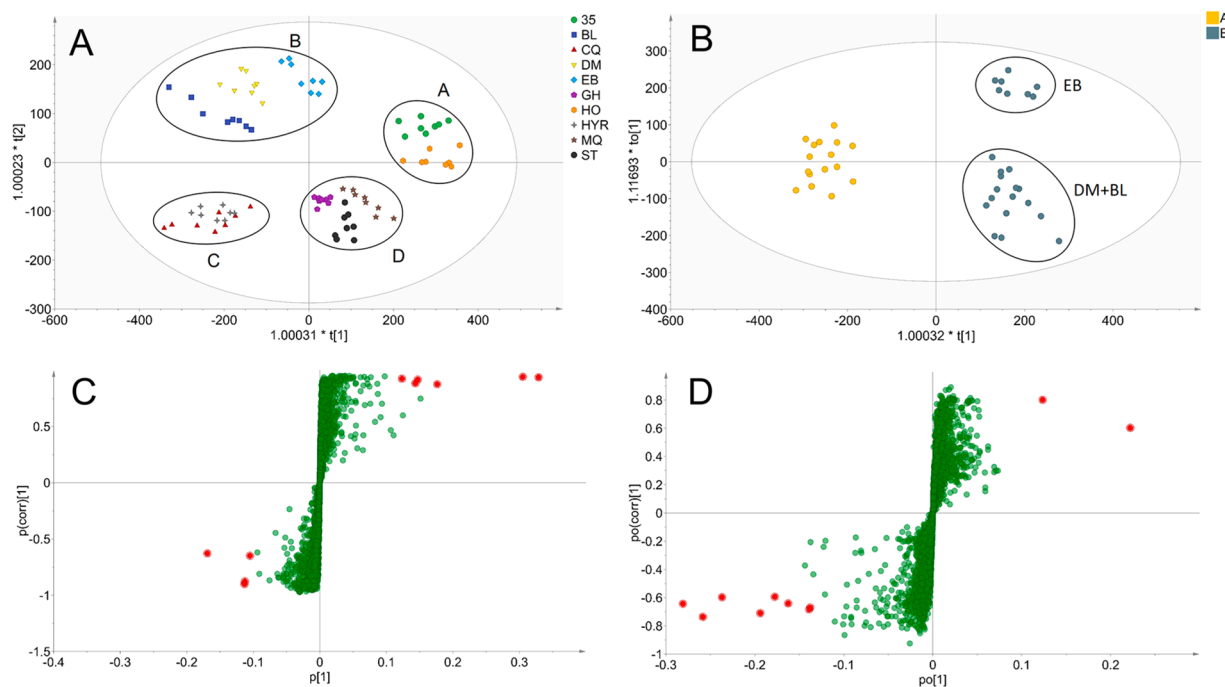 A
B
A
C
D
35
BL
CQ
DM
EB
GH
HO
HYR
MQ
ST
200
100
0
-100
-200
-300
-600
-400
-200
0
200
400
1.00023 * t[2]
1.00031 * t[1]
B
EB
DM+BL
A
B
300
200
100
0
-100
-200
-300
-400
-400
-200
0
200
400
1.11693 * to[1]
1.00032 * t[1]
C
0.5
0
-0.5
-1
-1.5
-0.4
-0.3
-0.2
-0.1
0
0.1
0.2
0.3
p(corr)[1]
p[1]
D
0.8
0.6
0.4
0.2
0
-0.2
-0.4
-0.6
-0.8
-1
-0.3
-0.2
-0.1
0
0.1
0.2
po(corr)[1]
po[1]